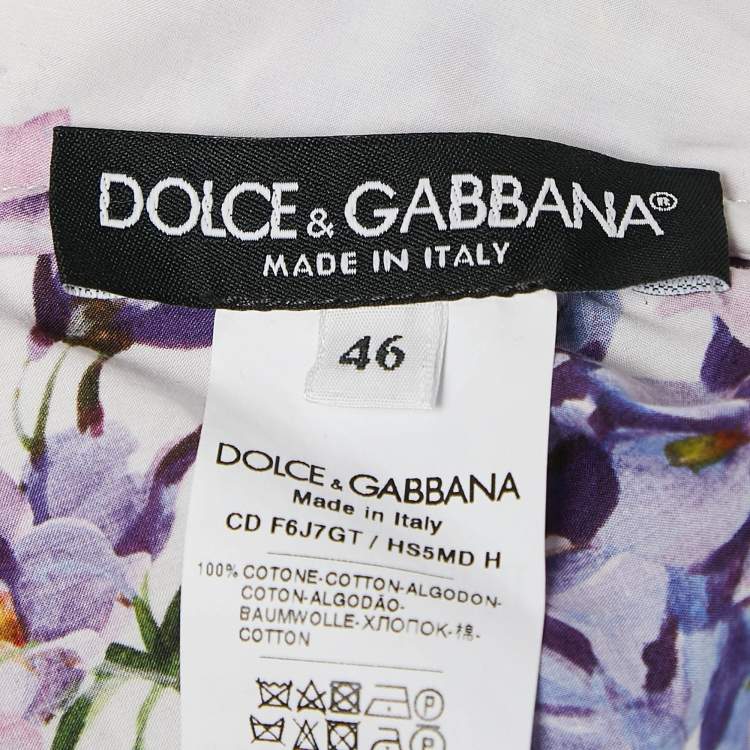 DOLCE & GABBANA®
MADE IN ITALY
46
DOLCE & GABBANA
Made in Italy
CD F6J7GT / HS5MD H
100% COTONE-COTTON-ALGODON-
COTON-ALGODÃO-
BAUMWOLLE-ХЛОПОК-棉-
COTTON
P
P